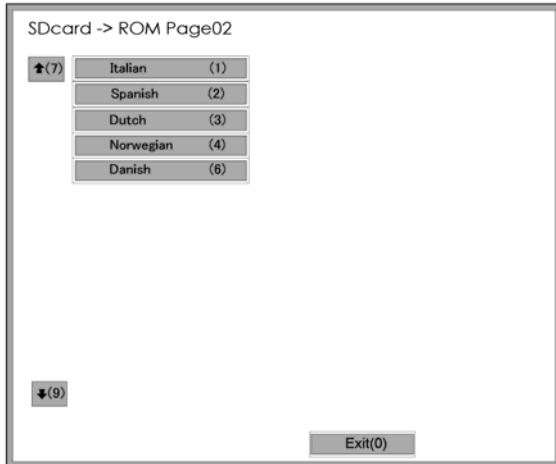 SDcard -> ROM Page02
⬆(7)
Italian (1)
Spanish (2)
Dutch (3)
Norwegian (4)
Danish (6)
⬇(9)
Exit(0)